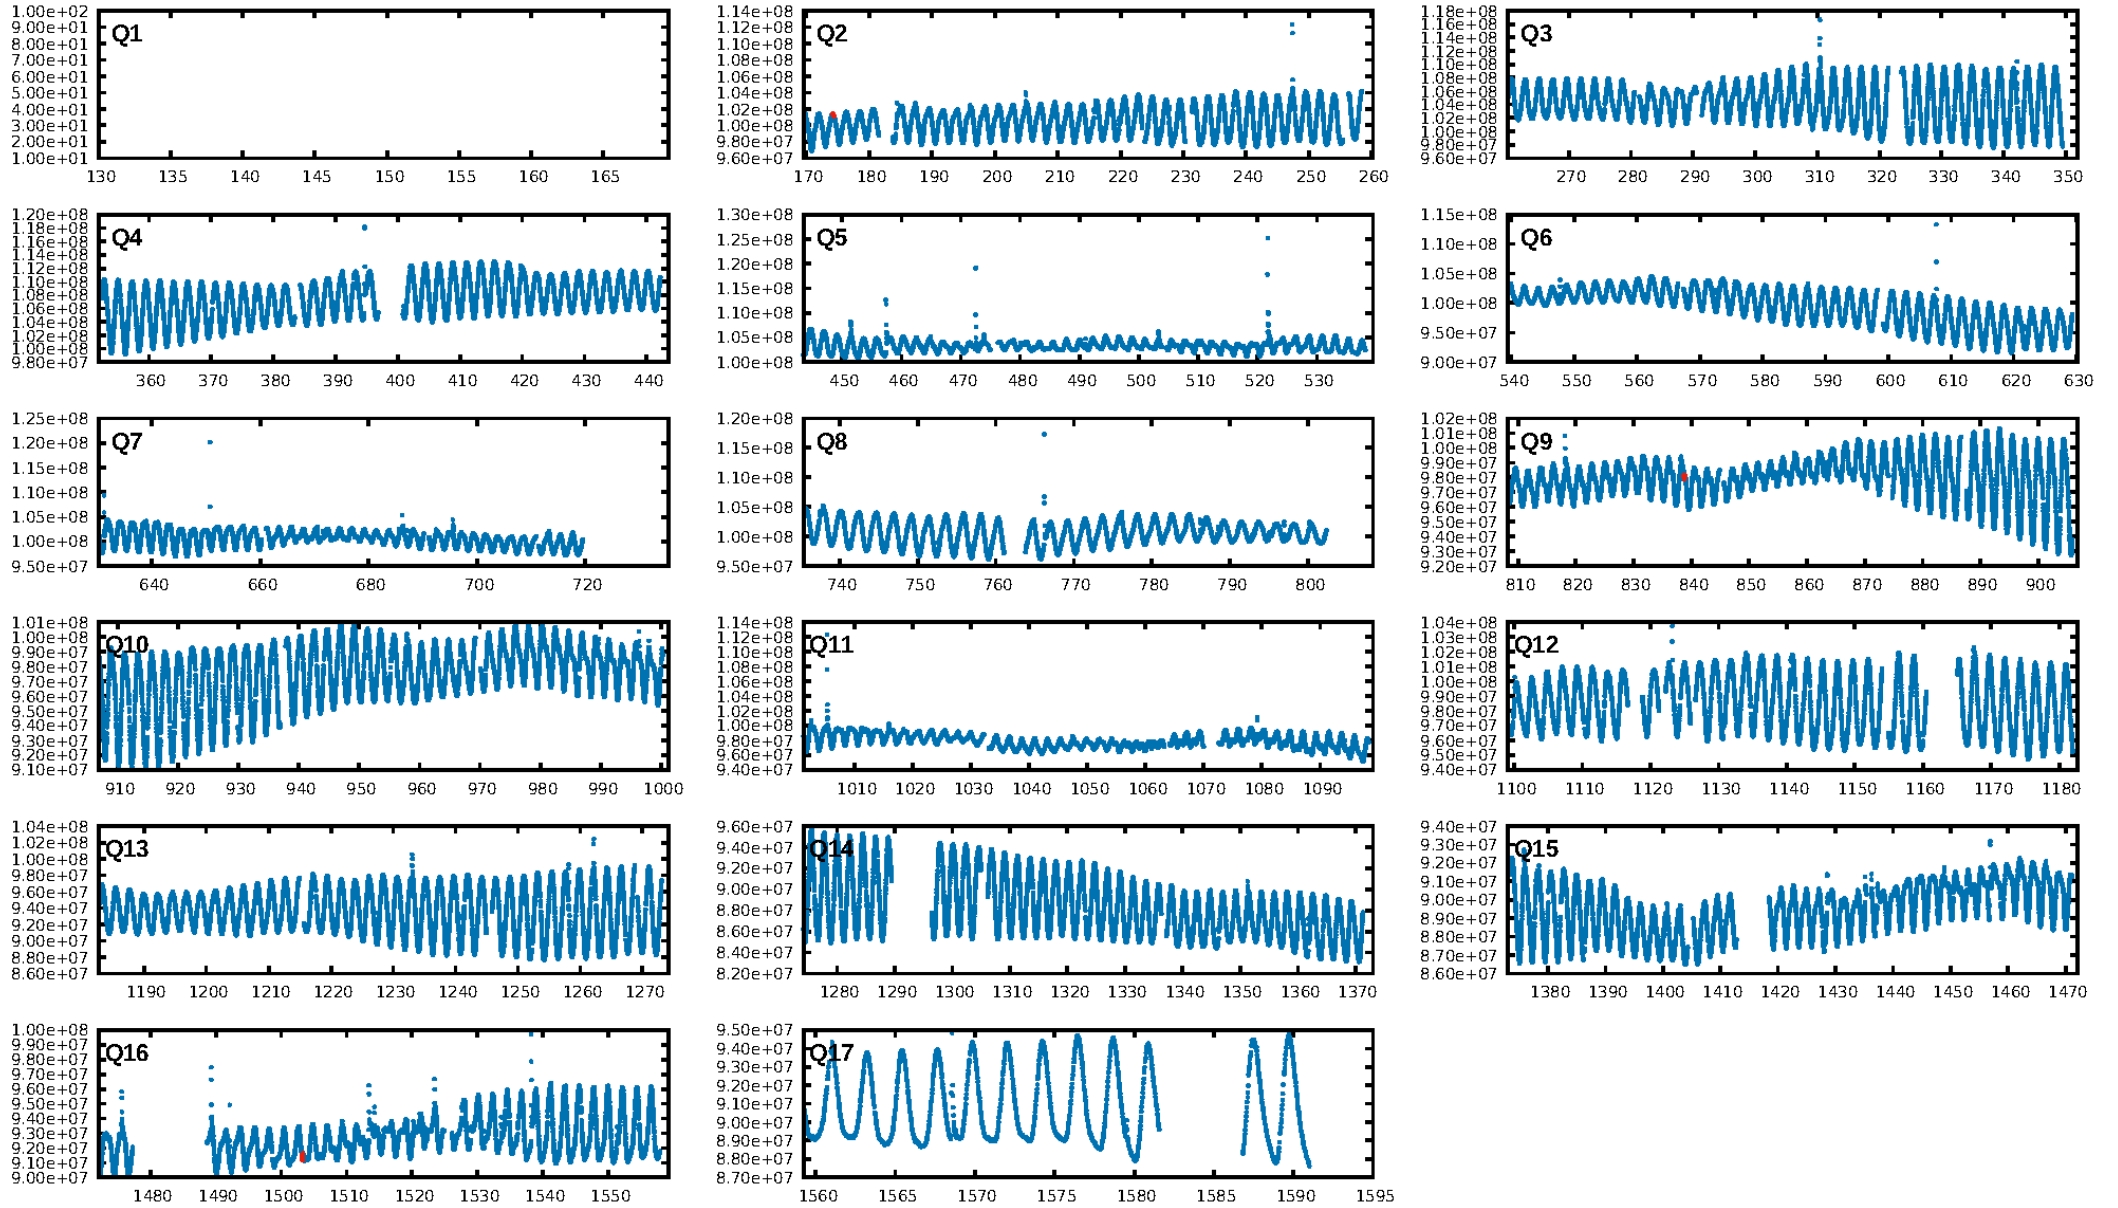 1.00e+02
9.00e+01
8.00e+01
7.00e+01
6.00e+01
5.00e+01
4.00e+01
3.00e+01
2.00e+01
1.00e+01
Q1
130 135 140 145 150 155 160 165
1.14e+08
1.12e+08
1.10e+08
1.08e+08
1.06e+08
1.04e+08
1.02e+08
1.00e+08
9.80e+07
9.60e+07
Q2
170 180 190 200 210 220 230 240 250 260
1.18e+08
1.16e+08
1.14e+08
1.12e+08
1.10e+08
1.08e+08
1.06e+08
1.04e+08
1.02e+08
1.00e+08
9.80e+07
9.60e+07
Q3
270 280 290 300 310 320 330 340 350
1.20e+08
1.18e+08
1.16e+08
1.14e+08
1.12e+08
1.10e+08
1.08e+08
1.06e+08
1.04e+08
1.02e+08
1.00e+08
9.80e+07
Q4
360 370 380 390 400 410 420 430 440
1.30e+08
1.25e+08
1.20e+08
1.15e+08
1.10e+08
1.05e+08
1.00e+08
Q5
450 460 470 480 490 500 510 520 530
1.15e+08
1.10e+08
1.05e+08
1.00e+08
9.50e+07
9.00e+07
Q6
540 550 560 570 580 590 600 610 620 630
1.25e+08
1.20e+08
1.15e+08
1.10e+08
1.05e+08
1.00e+08
9.50e+07
Q7
640 660 680 700 720
1.20e+08
1.15e+08
1.10e+08
1.05e+08
1.00e+08
9.50e+07
Q8
740 750 760 770 780 790 800
1.02e+08
1.01e+08
1.00e+08
9.90e+07
9.80e+07
9.70e+07
9.60e+07
9.50e+07
9.40e+07
9.30e+07
9.20e+07
Q9
810 820 830 840 850 860 870 880 890 900
1.01e+08
1.00e+08
9.90e+07
9.80e+07
9.70e+07
9.60e+07
9.50e+07
9.40e+07
9.30e+07
9.20e+07
9.10e+07
Q10
910 920 930 940 950 960 970 980 990 1000
1.14e+08
1.12e+08
1.10e+08
1.08e+08
1.06e+08
1.04e+08
1.02e+08
1.00e+08
9.80e+07
9.60e+07
9.40e+07
Q11
1010 1020 1030 1040 1050 1060 1070 1080 1090
1.04e+08
1.03e+08
1.02e+08
1.01e+08
1.00e+08
9.90e+07
9.80e+07
9.70e+07
9.60e+07
9.50e+07
9.40e+07
Q12
1100 1110 1120 1130 1140 1150 1160 1170 1180
1.04e+08
1.02e+08
1.00e+08
9.80e+07
9.60e+07
9.40e+07
9.20e+07
9.00e+07
8.80e+07
8.60e+07
Q13
1190 1200 1210 1220 1230 1240 1250 1260 1270
9.60e+07
9.40e+07
9.20e+07
9.00e+07
8.80e+07
8.60e+07
8.40e+07
8.20e+07
Q14
1280 1290 1300 1310 1320 1330 1340 1350 1360 1370
9.40e+07
9.30e+07
9.20e+07
9.10e+07
9.00e+07
8.90e+07
8.80e+07
8.70e+07
8.60e+07
Q15
1380 1390 1400 1410 1420 1430 1440 1450 1460 1470
1.00e+08
9.90e+07
9.80e+07
9.70e+07
9.60e+07
9.50e+07
9.40e+07
9.30e+07
9.20e+07
9.10e+07
9.00e+07
Q16
1480 1490 1500 1510 1520 1530 1540 1550
9.50e+07
9.40e+07
9.30e+07
9.20e+07
9.10e+07
9.00e+07
8.90e+07
8.80e+07
8.70e+07
Q17
1560 1565 1570 1575 1580 1585 1590 1595